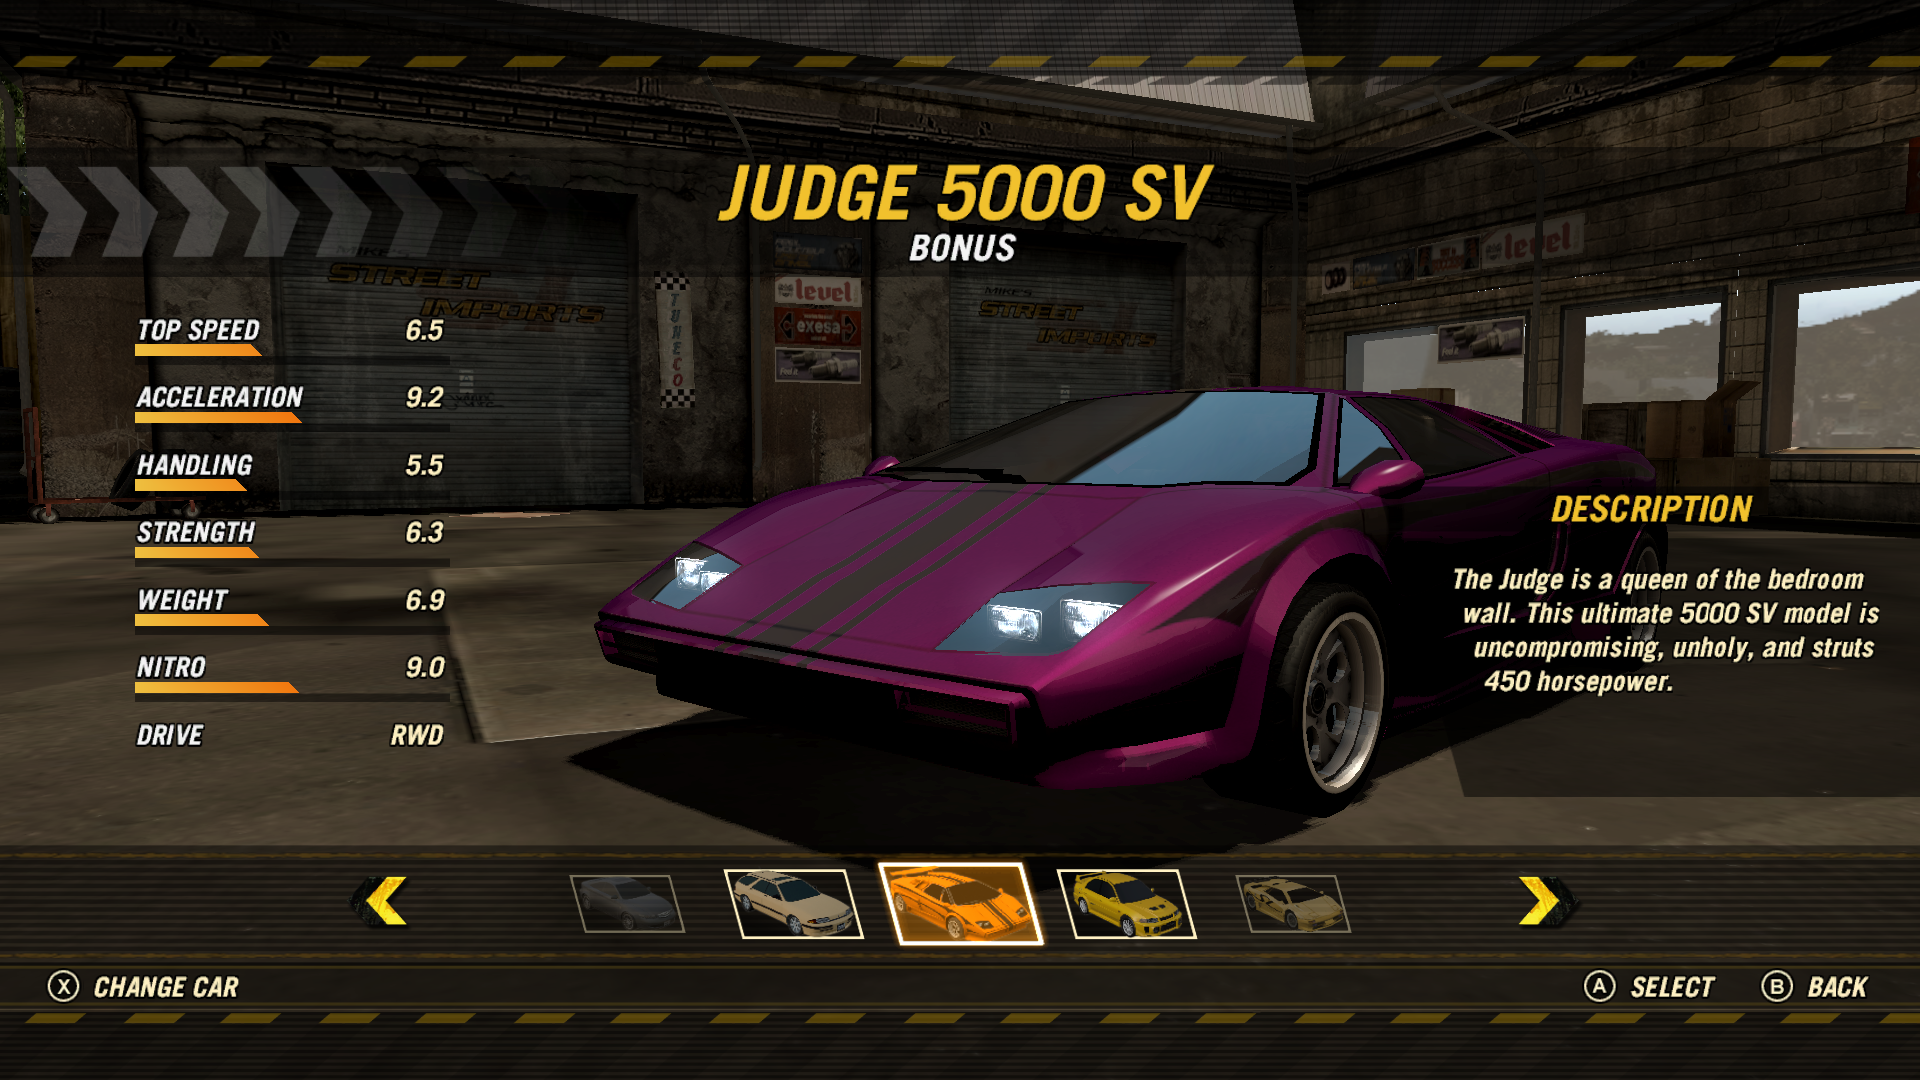 JUDGE 5000 SV
BONUS
MIKE'S
STREET
IMPORTS
TUNECO
level
exesa
MIKE'S
STREET
IMPORTS
level
TOP SPEED 6.5
ACCELERATION 9.2
HANDLING 5.5
STRENGTH 6.3
WEIGHT 6.9
NITRO 9.0
DRIVE RWD
DESCRIPTION
The Judge is a queen of the bedroom
wall. This ultimate 5000 SV model is
uncompromising, unholy, and struts
450 horsepower.
X CHANGE CAR
A SELECT
B BACK